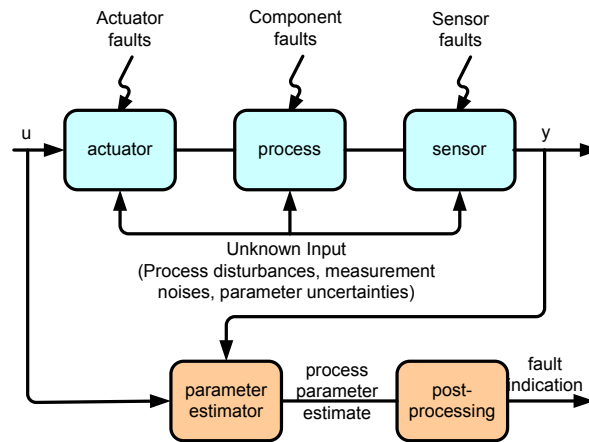 Actuator
faults
Component
faults
Sensor
faults
u
actuator
process
sensor
y
Unknown Input
(Process disturbances, measurement
noises, parameter uncertainties)
parameter
estimator
process
parameter
estimate
post-
processing
fault
indication